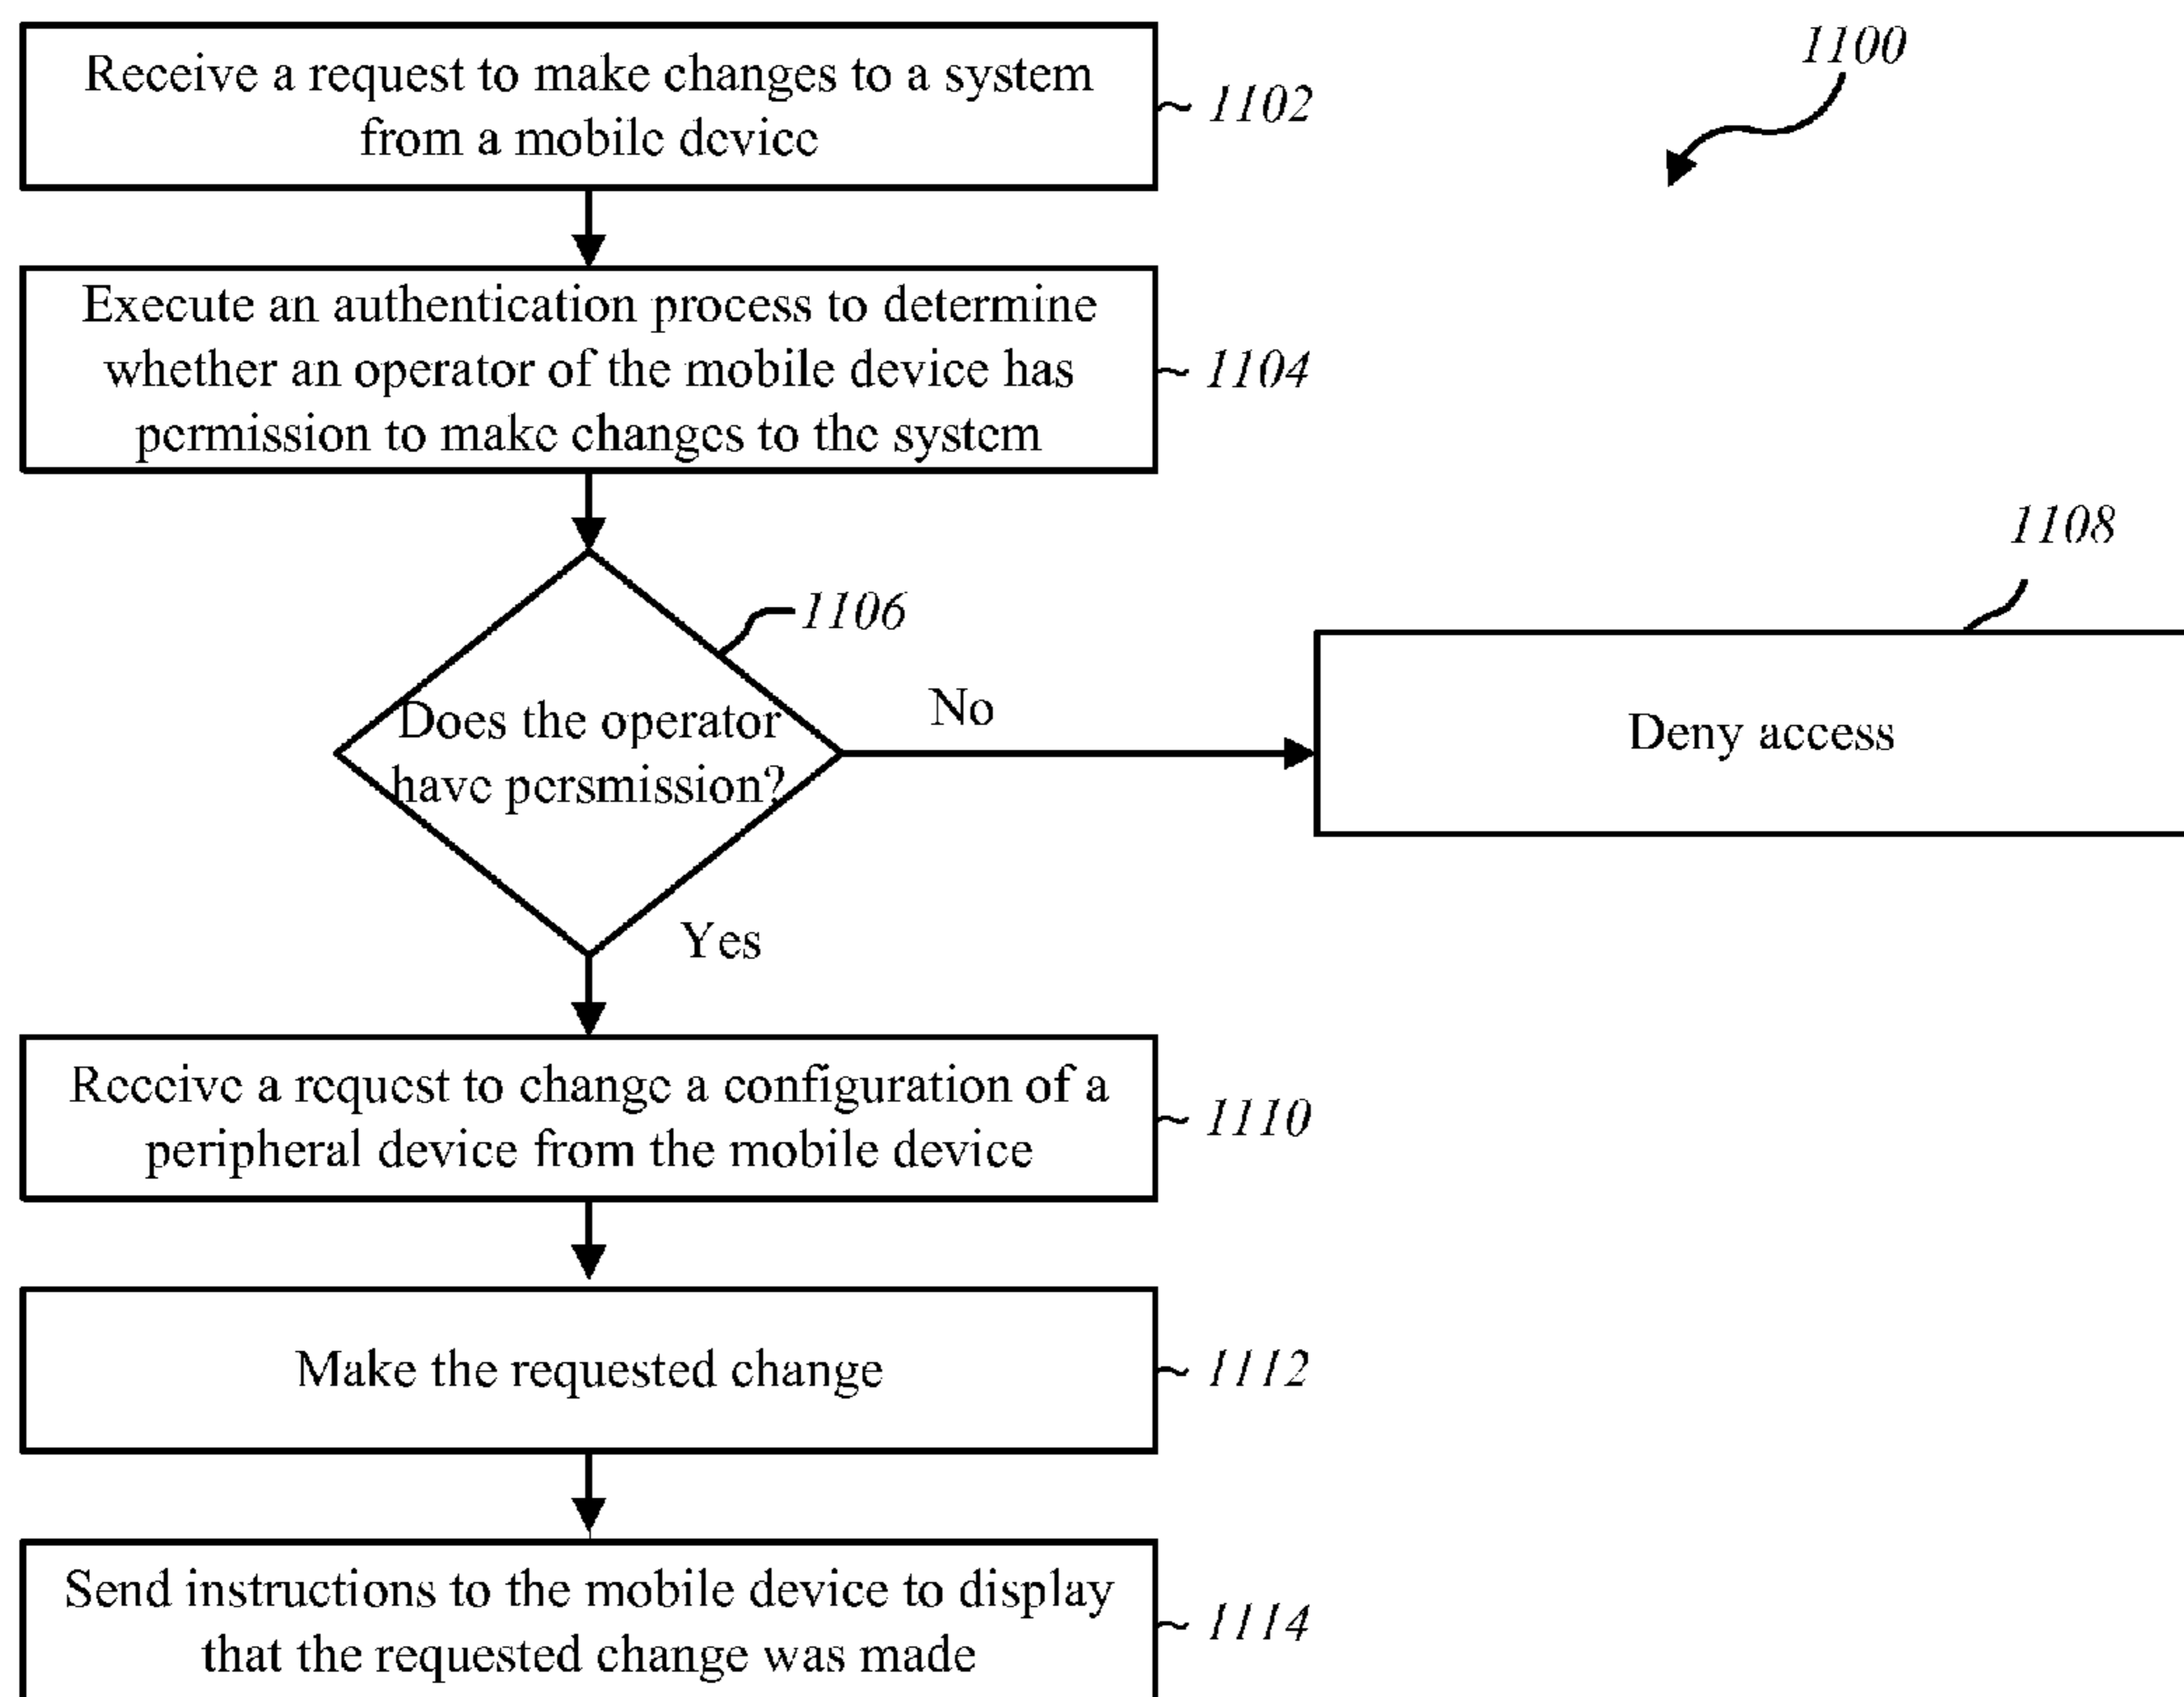 1100
Receive a request to make changes to a system
from a mobile device
1102
Execute an authentication process to determine
whether an operator of the mobile device has
permission to make changes to the system
1104
1108
1106
Does the operator
have persmission?
No
Deny access
Yes
Receive a request to change a configuration of a
peripheral device from the mobile device
1110
Make the requested change
1112
Send instructions to the mobile device to display
that the requested change was made
1114